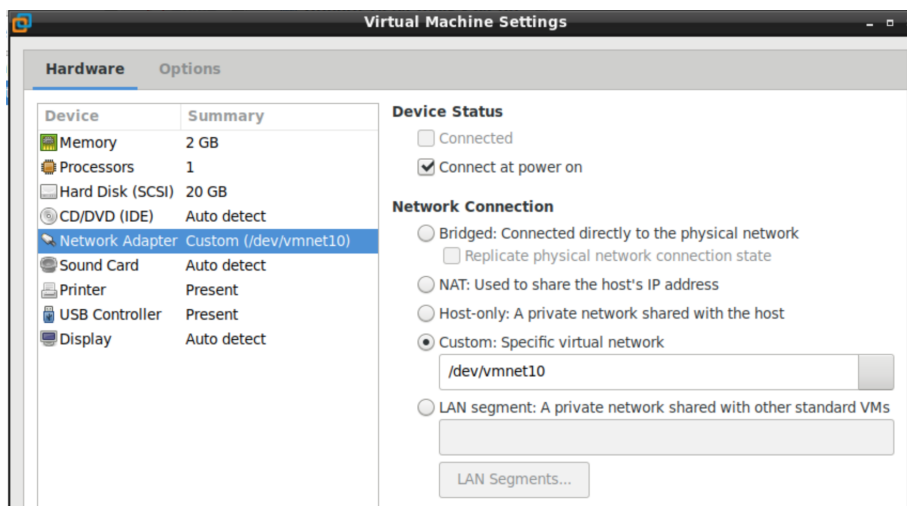 Virtual Machine Settings
Hardware Options
Device Summary
Memory 2 GB
Processors 1
Hard Disk (SCSI) 20 GB
CD/DVD (IDE) Auto detect
Network Adapter Custom (/dev/vmnet10)
Sound Card Auto detect
Printer Present
USB Controller Present
Display Auto detect
Device Status
Connected
Connect at power on
Network Connection
Bridged: Connected directly to the physical network
Replicate physical network connection state
NAT: Used to share the host's IP address
Host-only: A private network shared with the host
Custom: Specific virtual network
/dev/vmnet10
LAN segment: A private network shared with other standard VMs
LAN Segments...